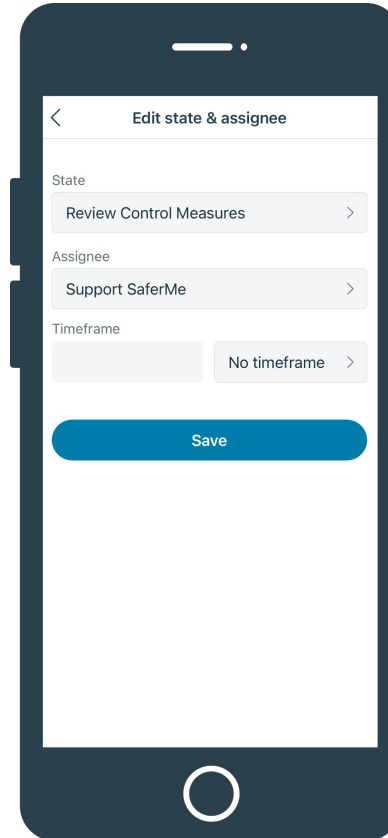 Edit state & assignee
State
Review Control Measures
Assignee
Support SaferMe
Timeframe
No timeframe
Save